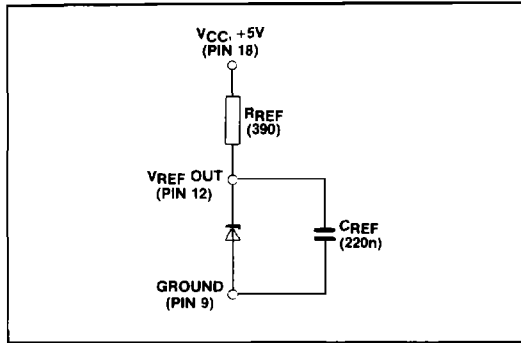 VCC, +5V
(PIN 18)
RREF
(390)
VREF OUT
(PIN 12)
CREF
(220n)
GROUND
(PIN 9)